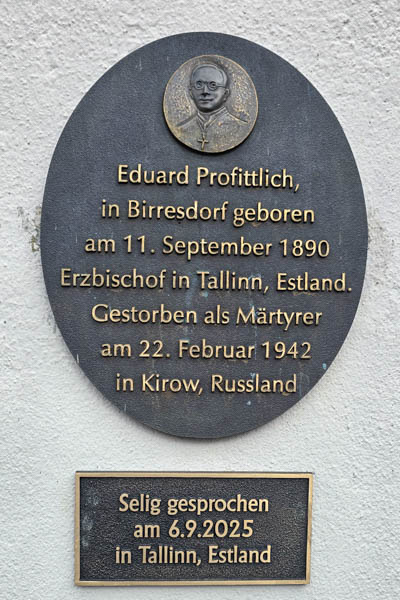 Eduard Profittlich,
in Birresdorf geboren
am 11. September 1890
Erzbischof in Tallinn, Estland.
Gestorben als Märtyrer
am 22. Februar 1942
in Kirow, Russland
Selig gesprochen
am 6.9.2025
in Tallinn, Estland